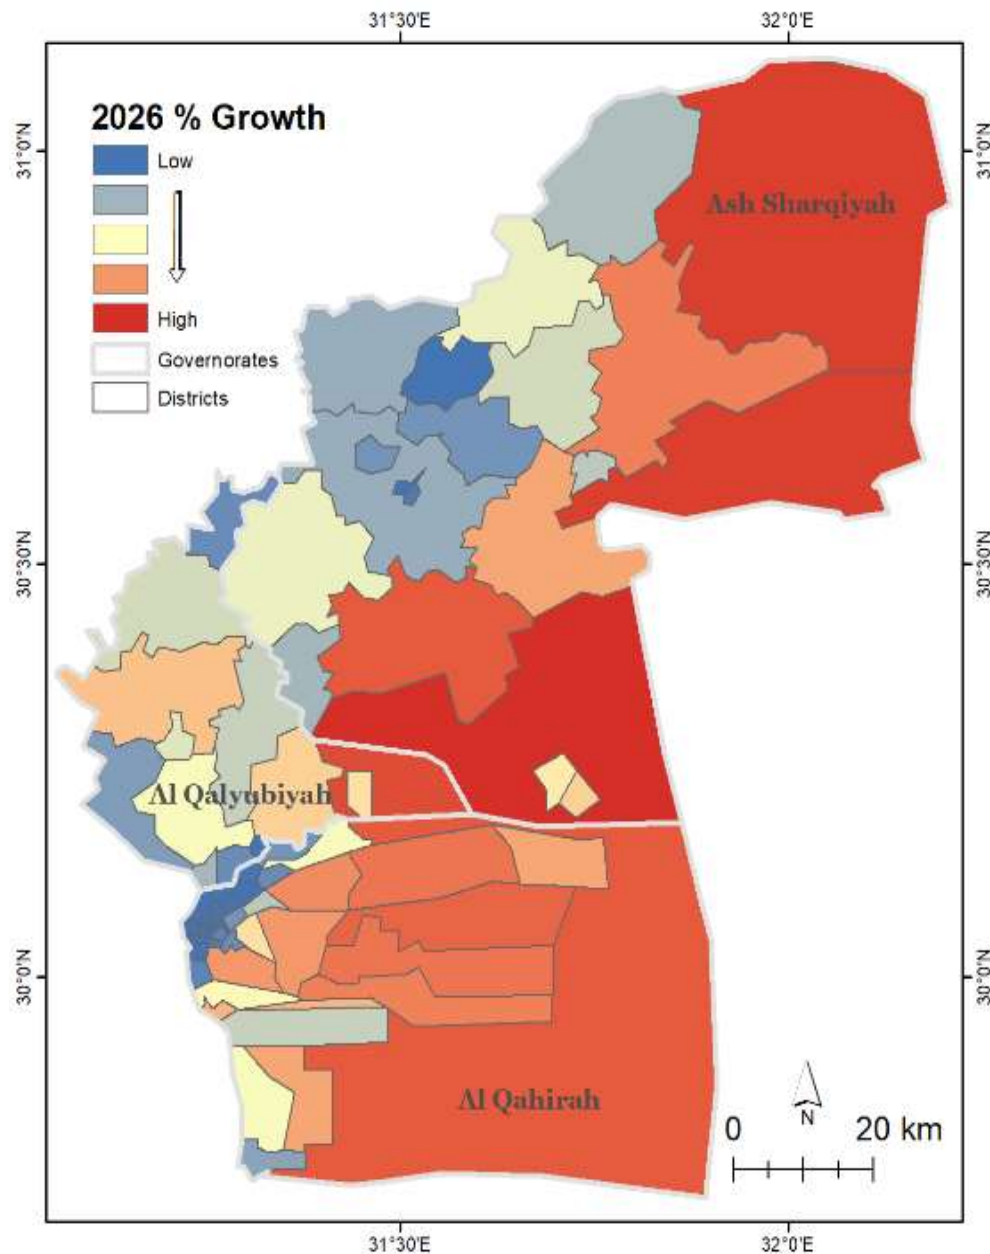 31°30'E 32°0'E
2026 % Growth
Low
High
Governorates
Districts
31°0'N 31°0'N
Ash Sharqiyah
30°30'N 30°30'N
Al Qalyubiyah
30°0'N 30°0'N
Al Qahirah
N
0 20 km
31°30'E 32°0'E